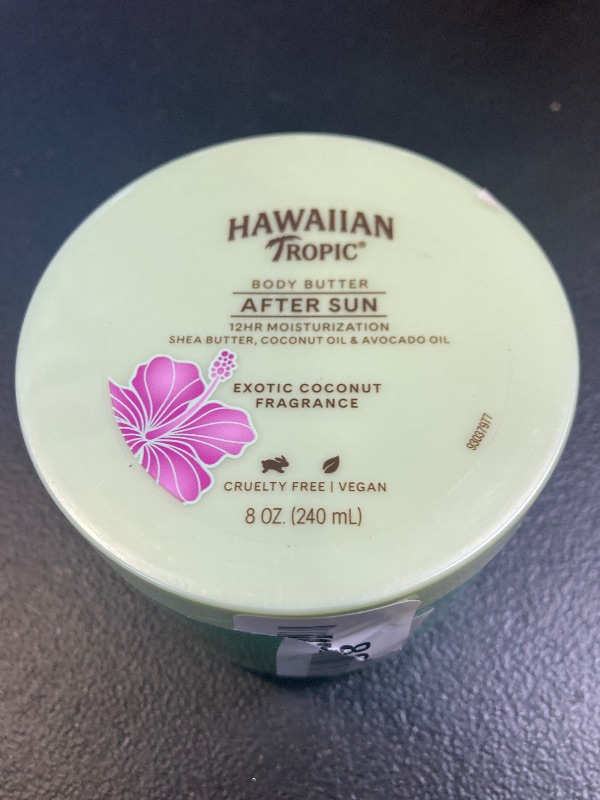 HAWAIIAN
TROPIC®
BODY BUTTER
AFTER SUN
12HR MOISTURIZATION
SHEA BUTTER, COCONUT OIL & AVOCADO OIL
EXOTIC COCONUT
FRAGRANCE
93037977
CRUELTY FREE | VEGAN
8 OZ. (240 mL)